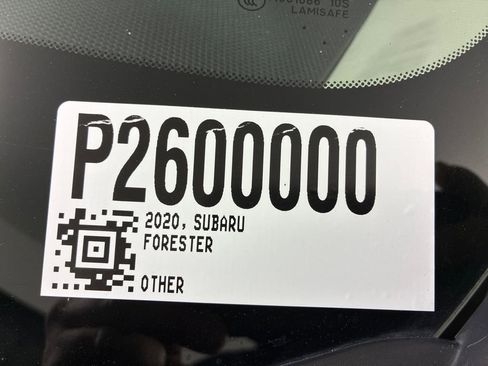 LAMISAFE
P2600000
2020, SUBARU
FORESTER
OTHER